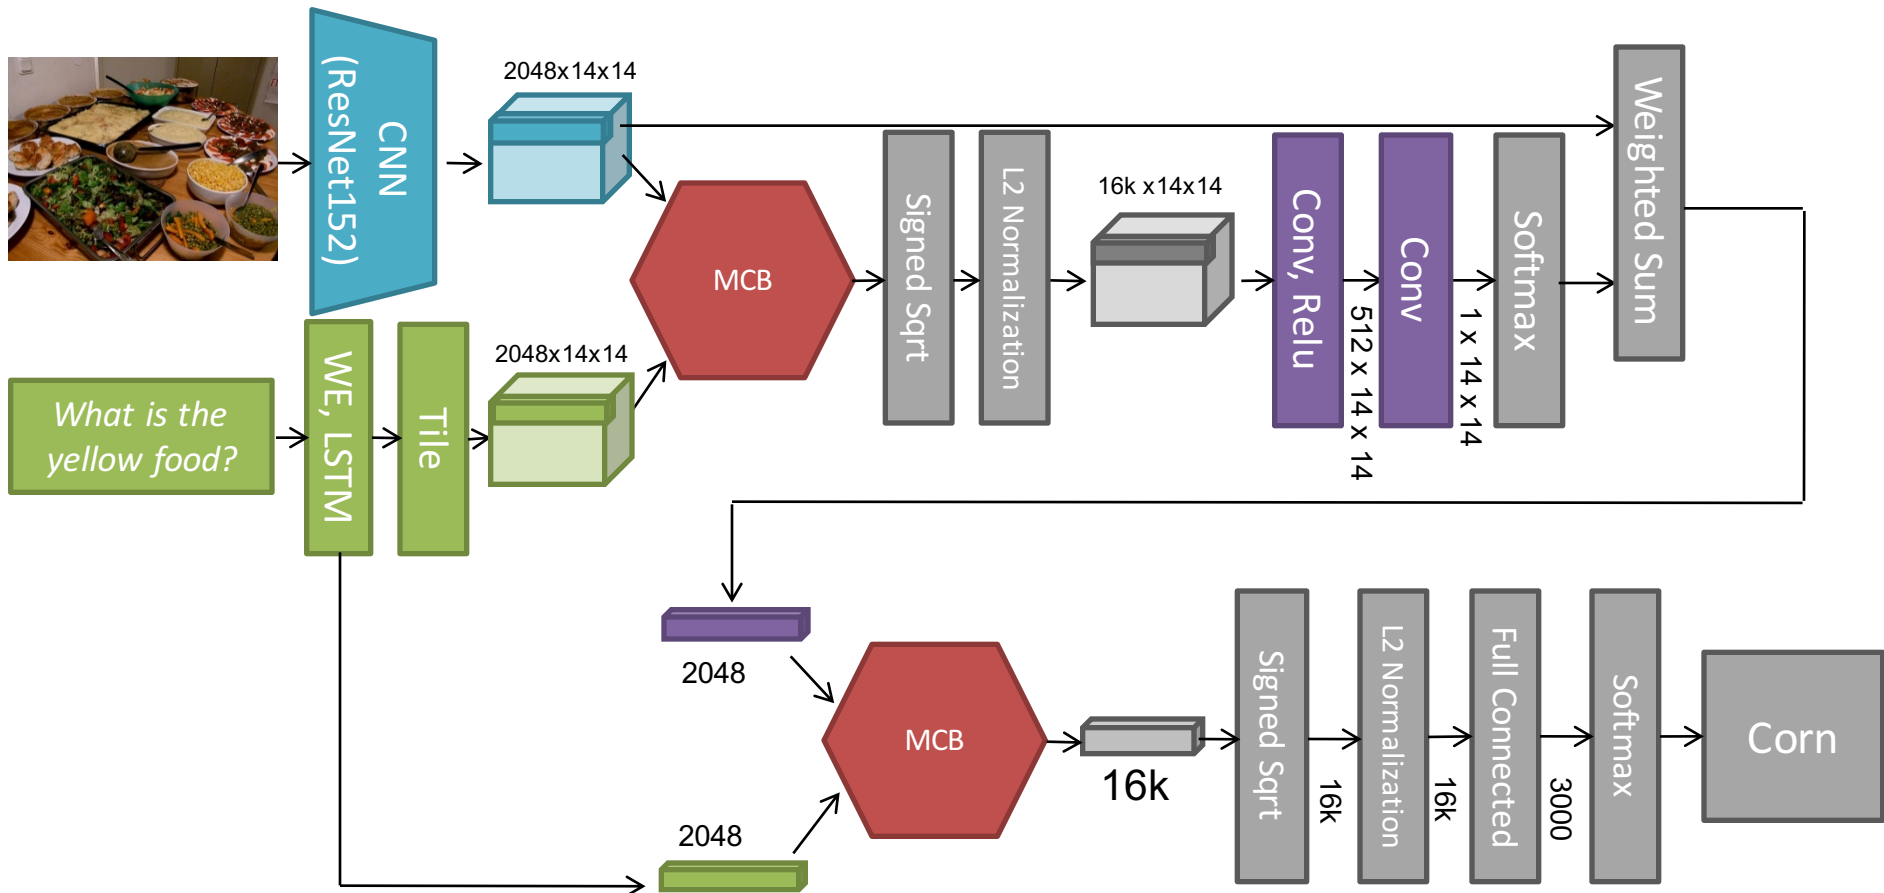 CNN
(ResNet152)
2048x14x14
What is the
yellow food?
WE, LSTM
Tile
2048x14x14
MCB
Signed Sqrt
L2 Normalization
16k x14x14
Conv, Relu
512 x 14 x 14
Conv
1 x 14 x 14
Softmax
Weighted Sum
2048
2048
MCB
16k
Signed Sqrt
16k
L2 Normalization
16k
Full Connected
3000
Softmax
Corn